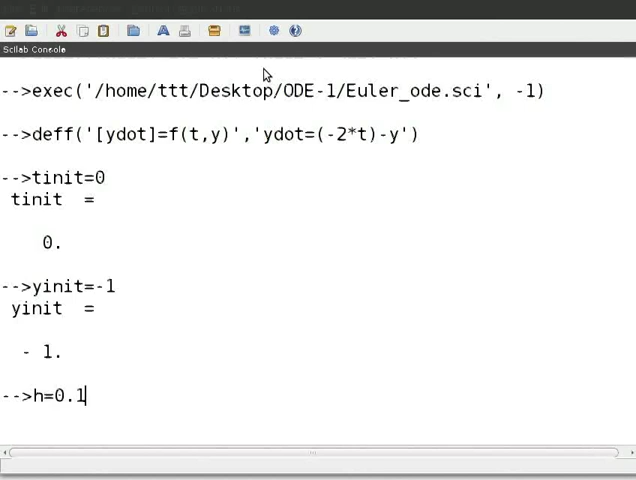 Scilab Console
-->exec('/home/ttt/Desktop/ODE-1/Euler_ode.sci', -1)
-->deff('[ydot]=f(t,y)','ydot=(-2*t)-y')
-->tinit=0
tinit  =
0.
-->yinit=-1
yinit  =
- 1.
-->h=0.1